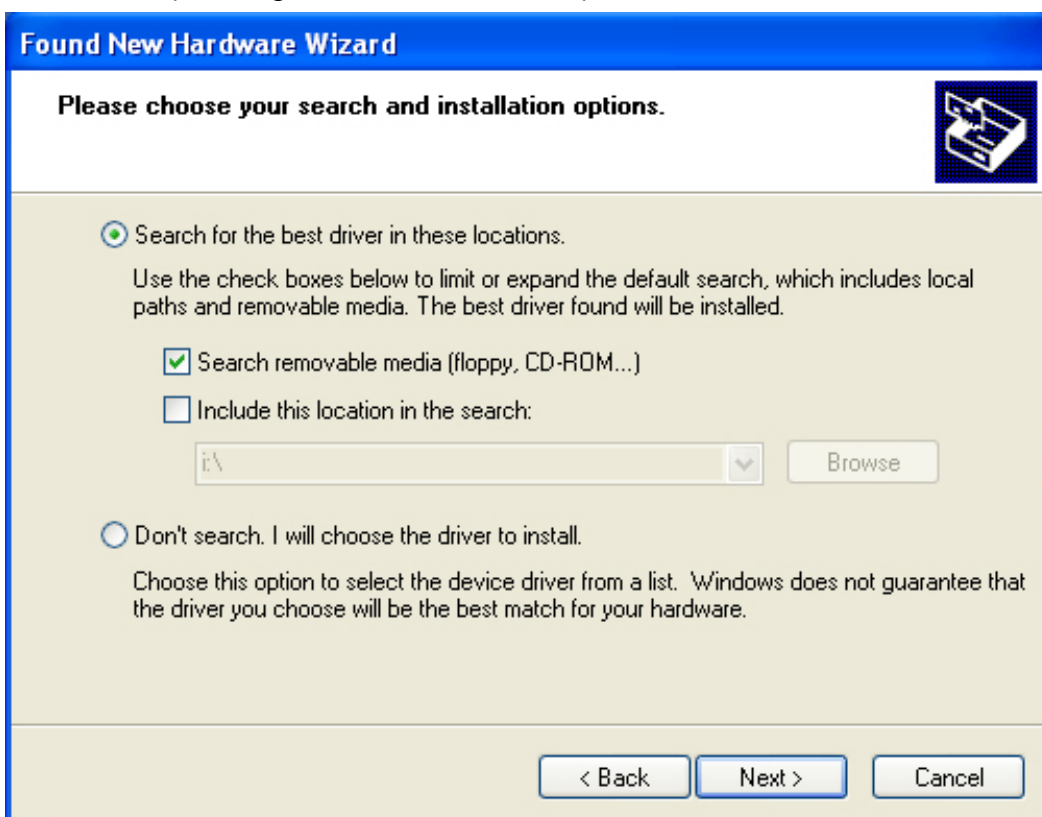 Found New Hardware Wizard
Please choose your search and installation options.
Search for the best driver in these locations.
Use the check boxes below to limit or expand the default search, which includes local
paths and removable media. The best driver found will be installed.
Search removable media (floppy, CD-ROM...)
Include this location in the search:
i:\
Browse
Don't search. I will choose the driver to install.
Choose this option to select the device driver from a list. Windows does not guarantee that
the driver you choose will be the best match for your hardware.
< Back
Next >
Cancel